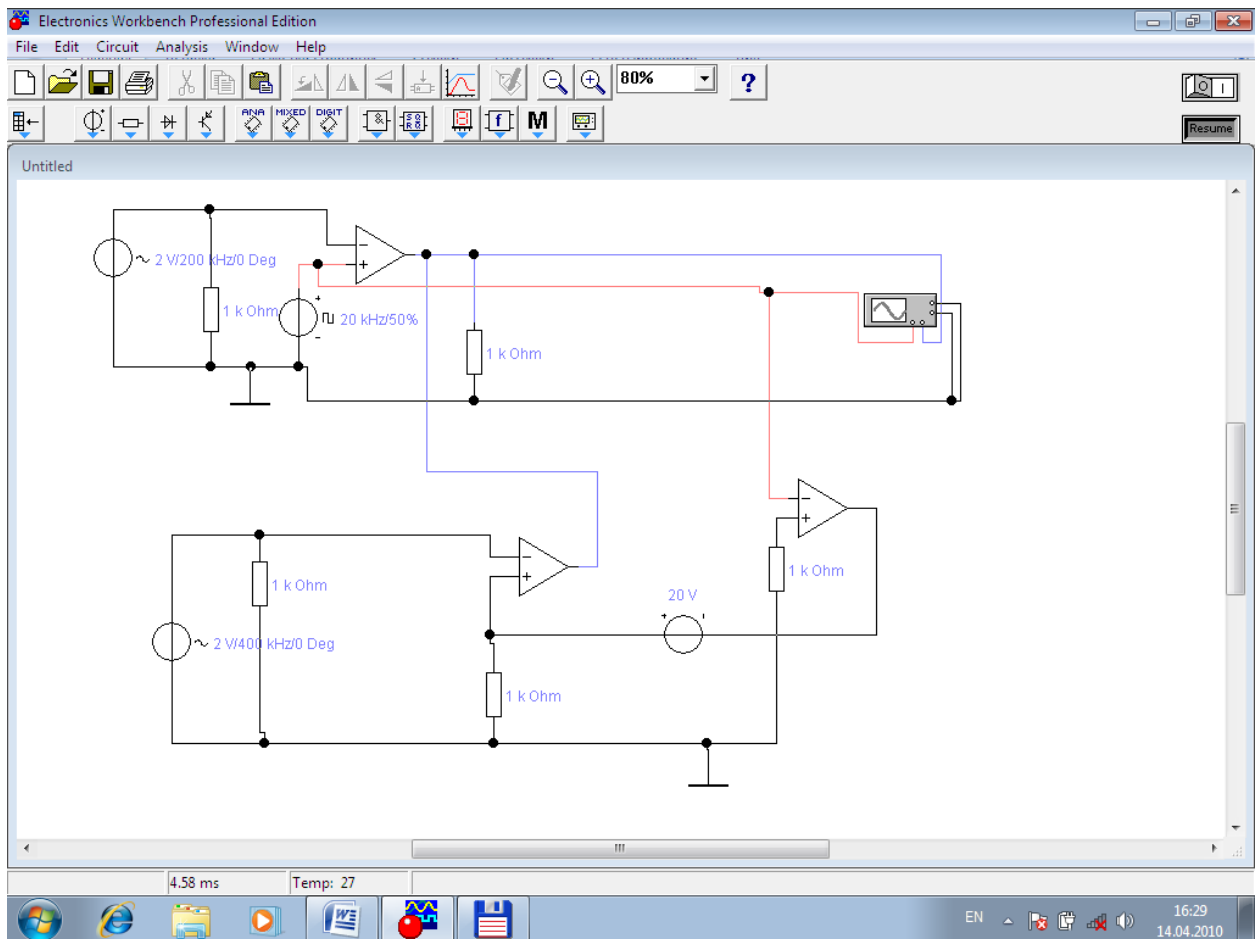 Electronics Workbench Professional Edition
File Edit Circuit Analysis Window Help
80%
?
ANA MIXED DIGIT
&
f M
Resume
Untitled
2 V/200 kHz/0 Deg
1 k Ohm
20 kHz/50%
1 k Ohm
1 k Ohm
1 k Ohm
20 V
2 V/400 kHz/0 Deg
1 k Ohm
4.58 ms Temp: 27
EN 16:29
14.04.2010